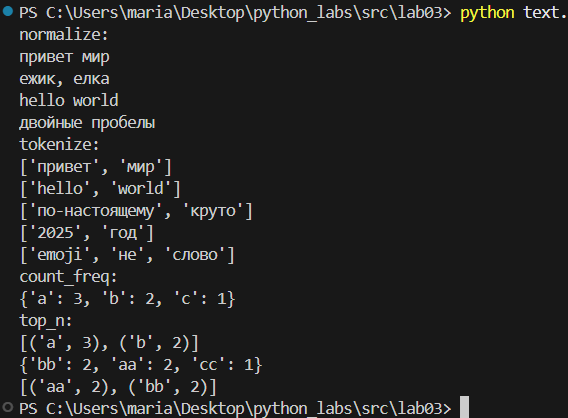 PS C:\Users\maria\Desktop\python_labs\src\lab03> python text.
normalize:
привет мир
ежик, елка
hello world
двойные пробелы
tokenize:
['привет', 'мир']
['hello', 'world']
['по-настоящему', 'круто']
['2025', 'год']
['emoji', 'не', 'слово']
count_freq:
{'a': 3, 'b': 2, 'c': 1}
top_n:
[('a', 3), ('b', 2)]
{'bb': 2, 'aa': 2, 'cc': 1}
[('aa', 2), ('bb', 2)]
PS C:\Users\maria\Desktop\python_labs\src\lab03>